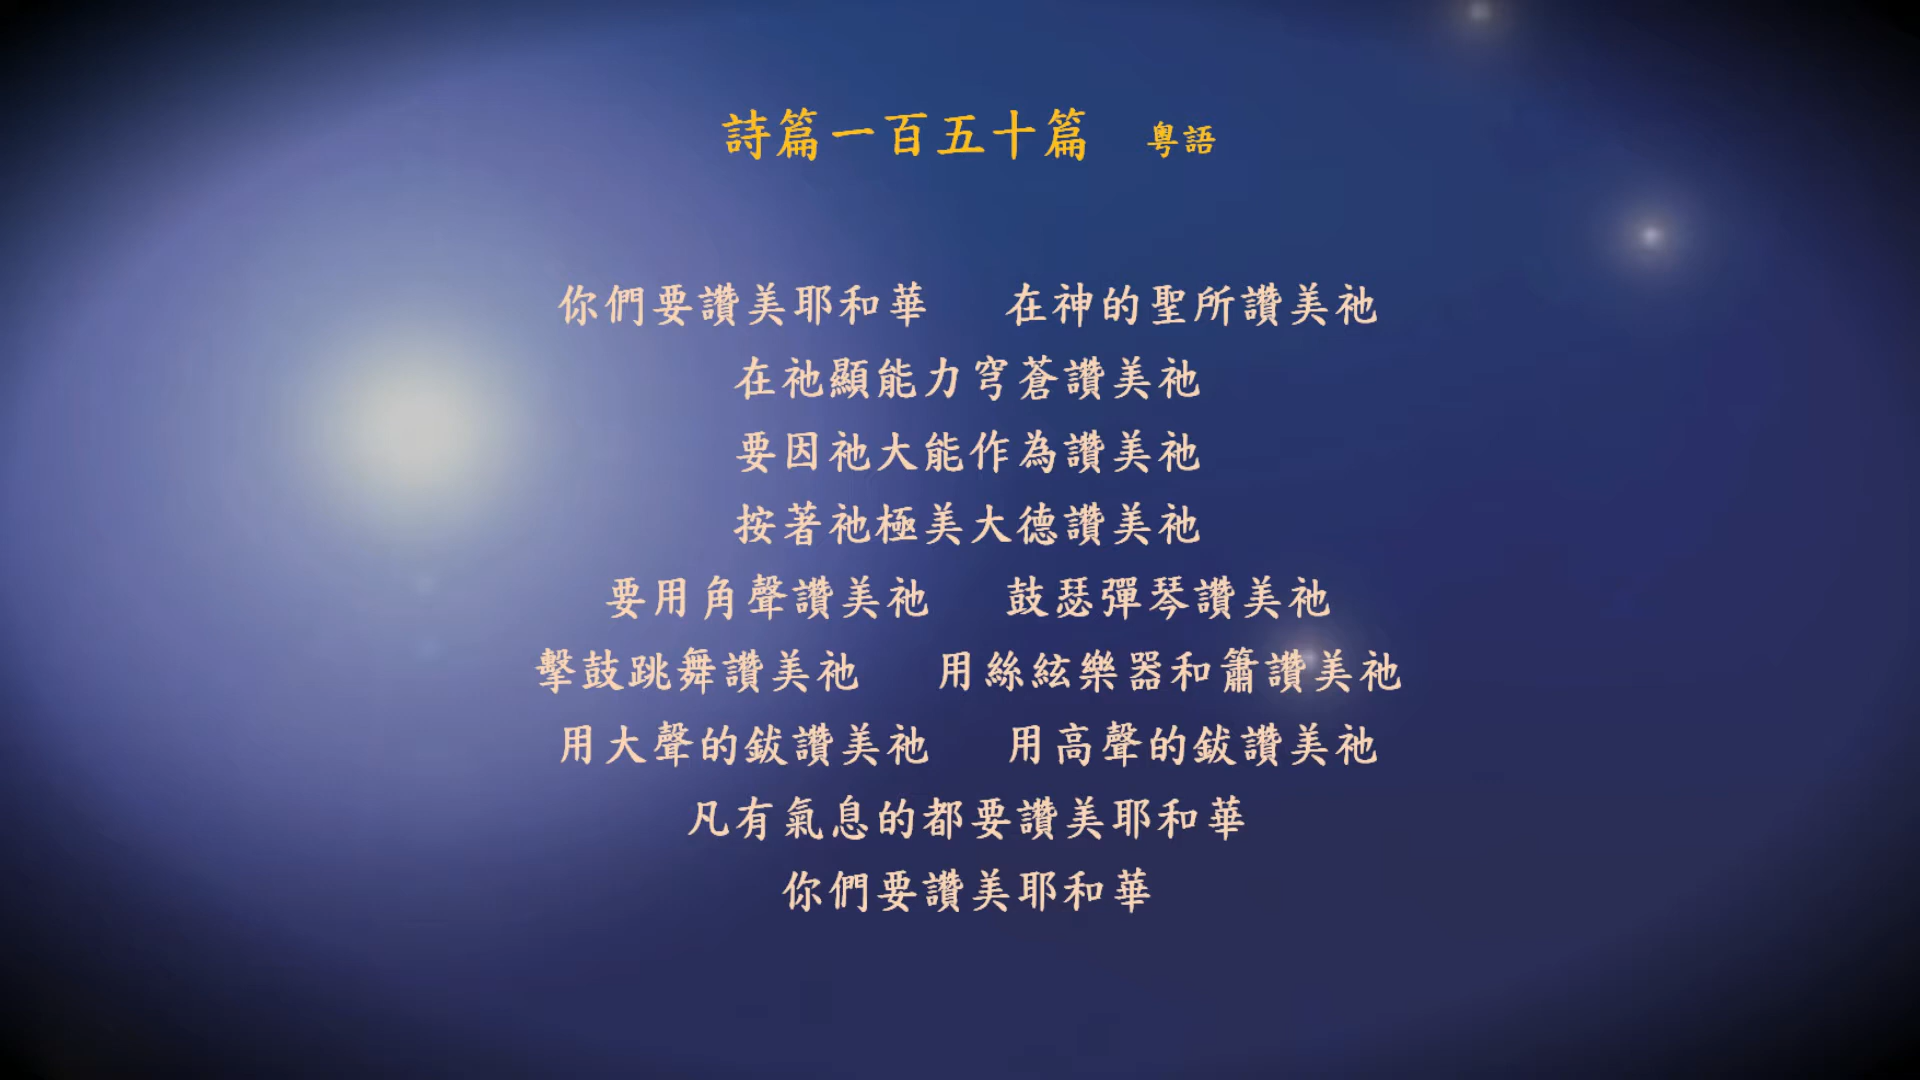 詩篇一百五十篇 粵語
你們要讚美耶和華 在神的聖所讚美祂
在祂顯能力穹蒼讚美祂
要因祂大能作為讚美祂
按著祂極美大德讚美祂
要用角聲讚美祂 鼓瑟彈琴讚美祂
擊鼓跳舞讚美祂 用絲絃樂器和簫讚美祂
用大聲的鈸讚美祂 用高聲的鈸讚美祂
凡有氣息的都要讚美耶和華
你們要讚美耶和華